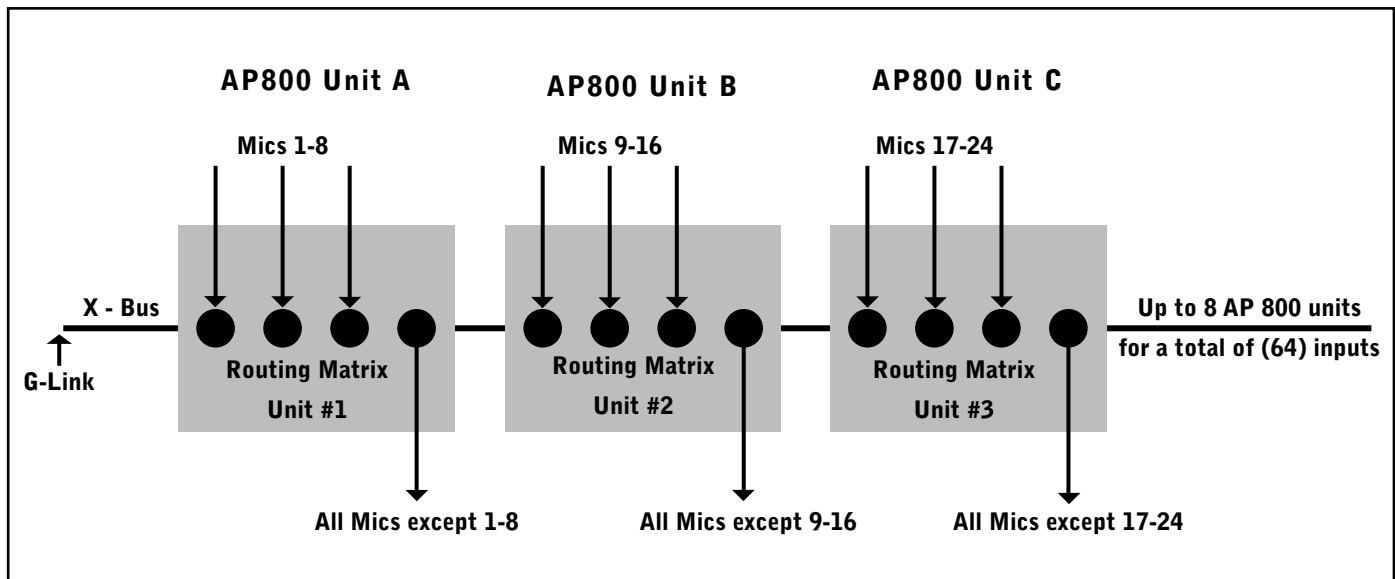 AP800 Unit A
AP800 Unit B
AP800 Unit C
Mics 1-8
Mics 9-16
Mics 17-24
X - Bus
G-Link
Routing Matrix
Unit #1
Routing Matrix
Unit #2
Routing Matrix
Unit #3
Up to 8 AP 800 units
for a total of (64) inputs
All Mics except 1-8
All Mics except 9-16
All Mics except 17-24